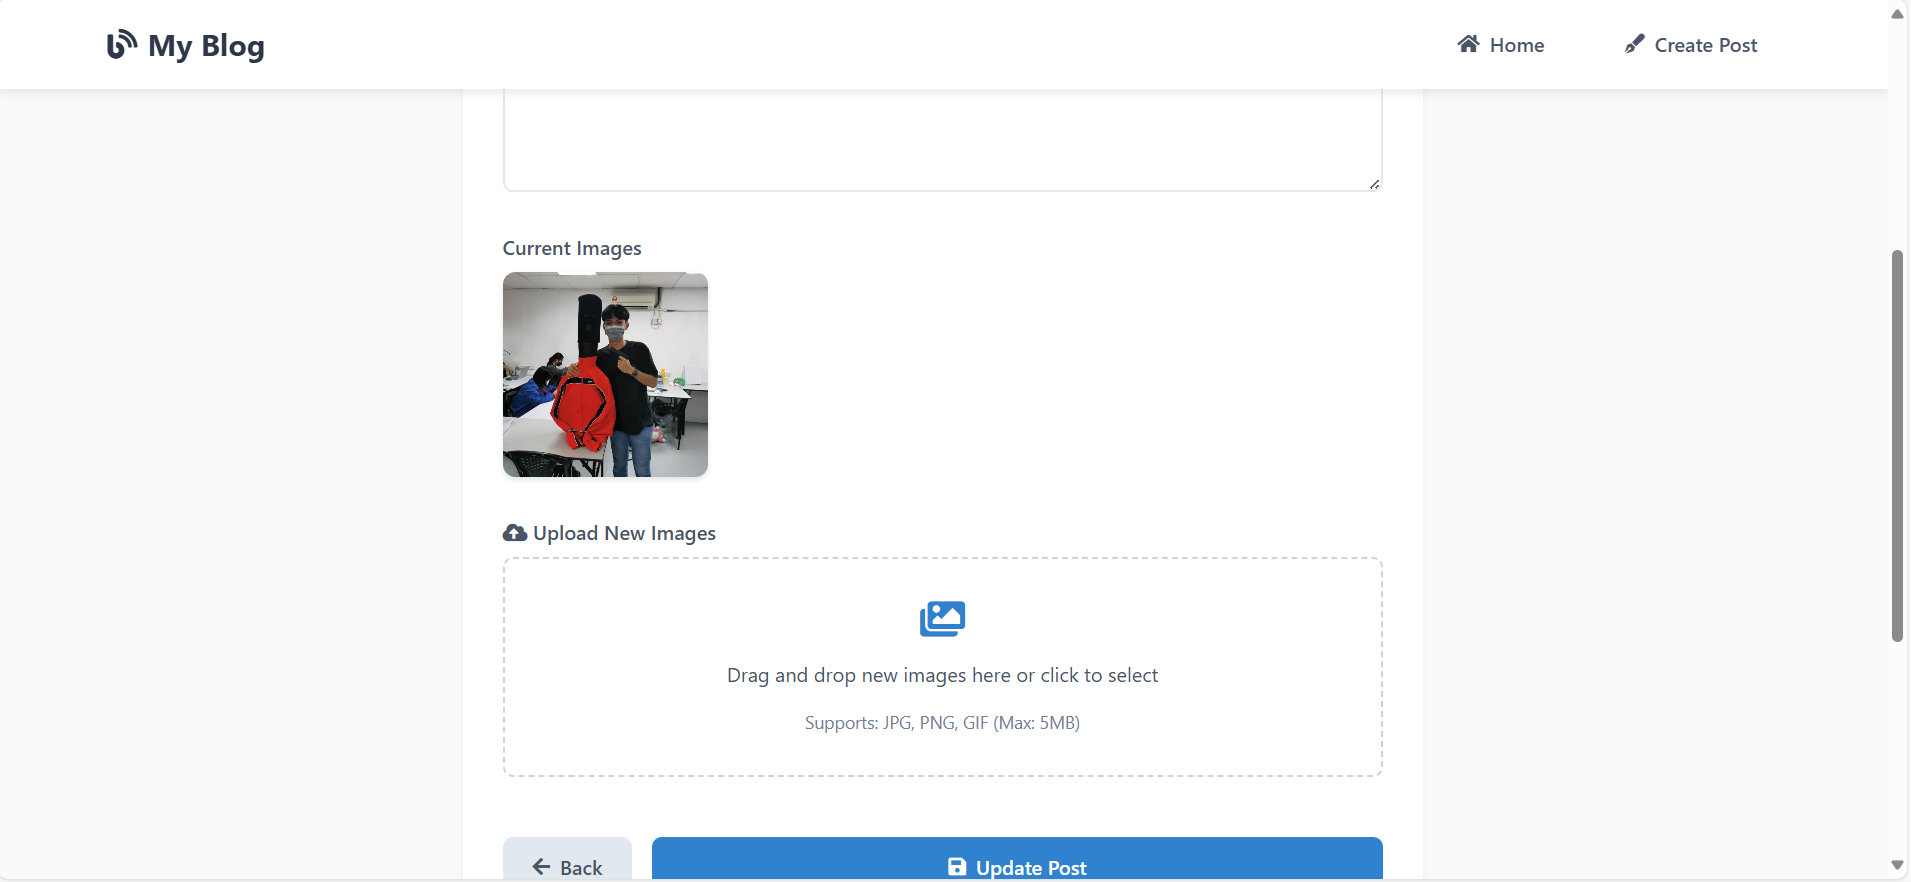 My Blog
Home
Create Post
Current Images
Upload New Images
Drag and drop new images here or click to select
Supports: JPG, PNG, GIF (Max: 5MB)
Back
Update Post